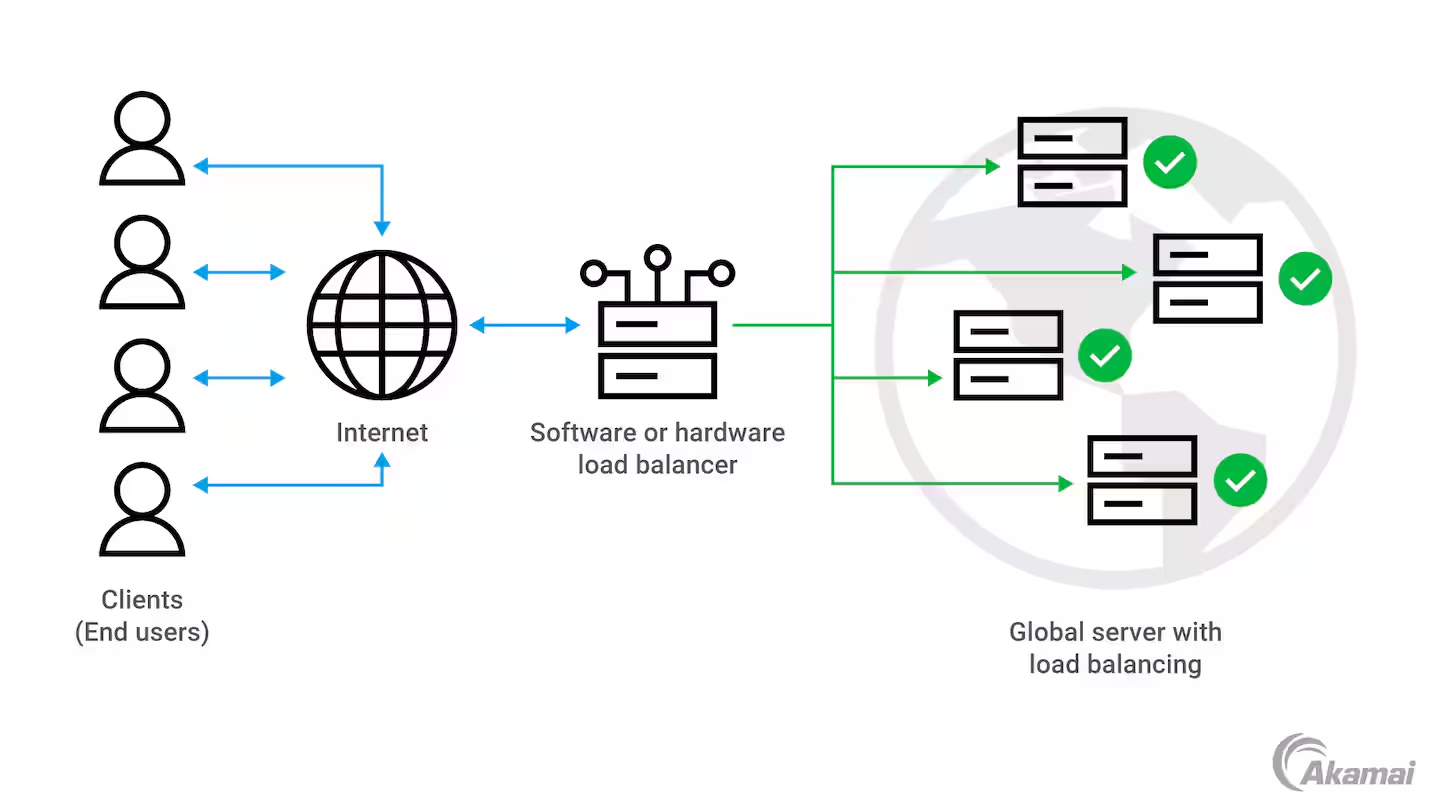 Internet
Software or hardware
load balancer
Clients
(End users)
Global server with
load balancing
Akamai